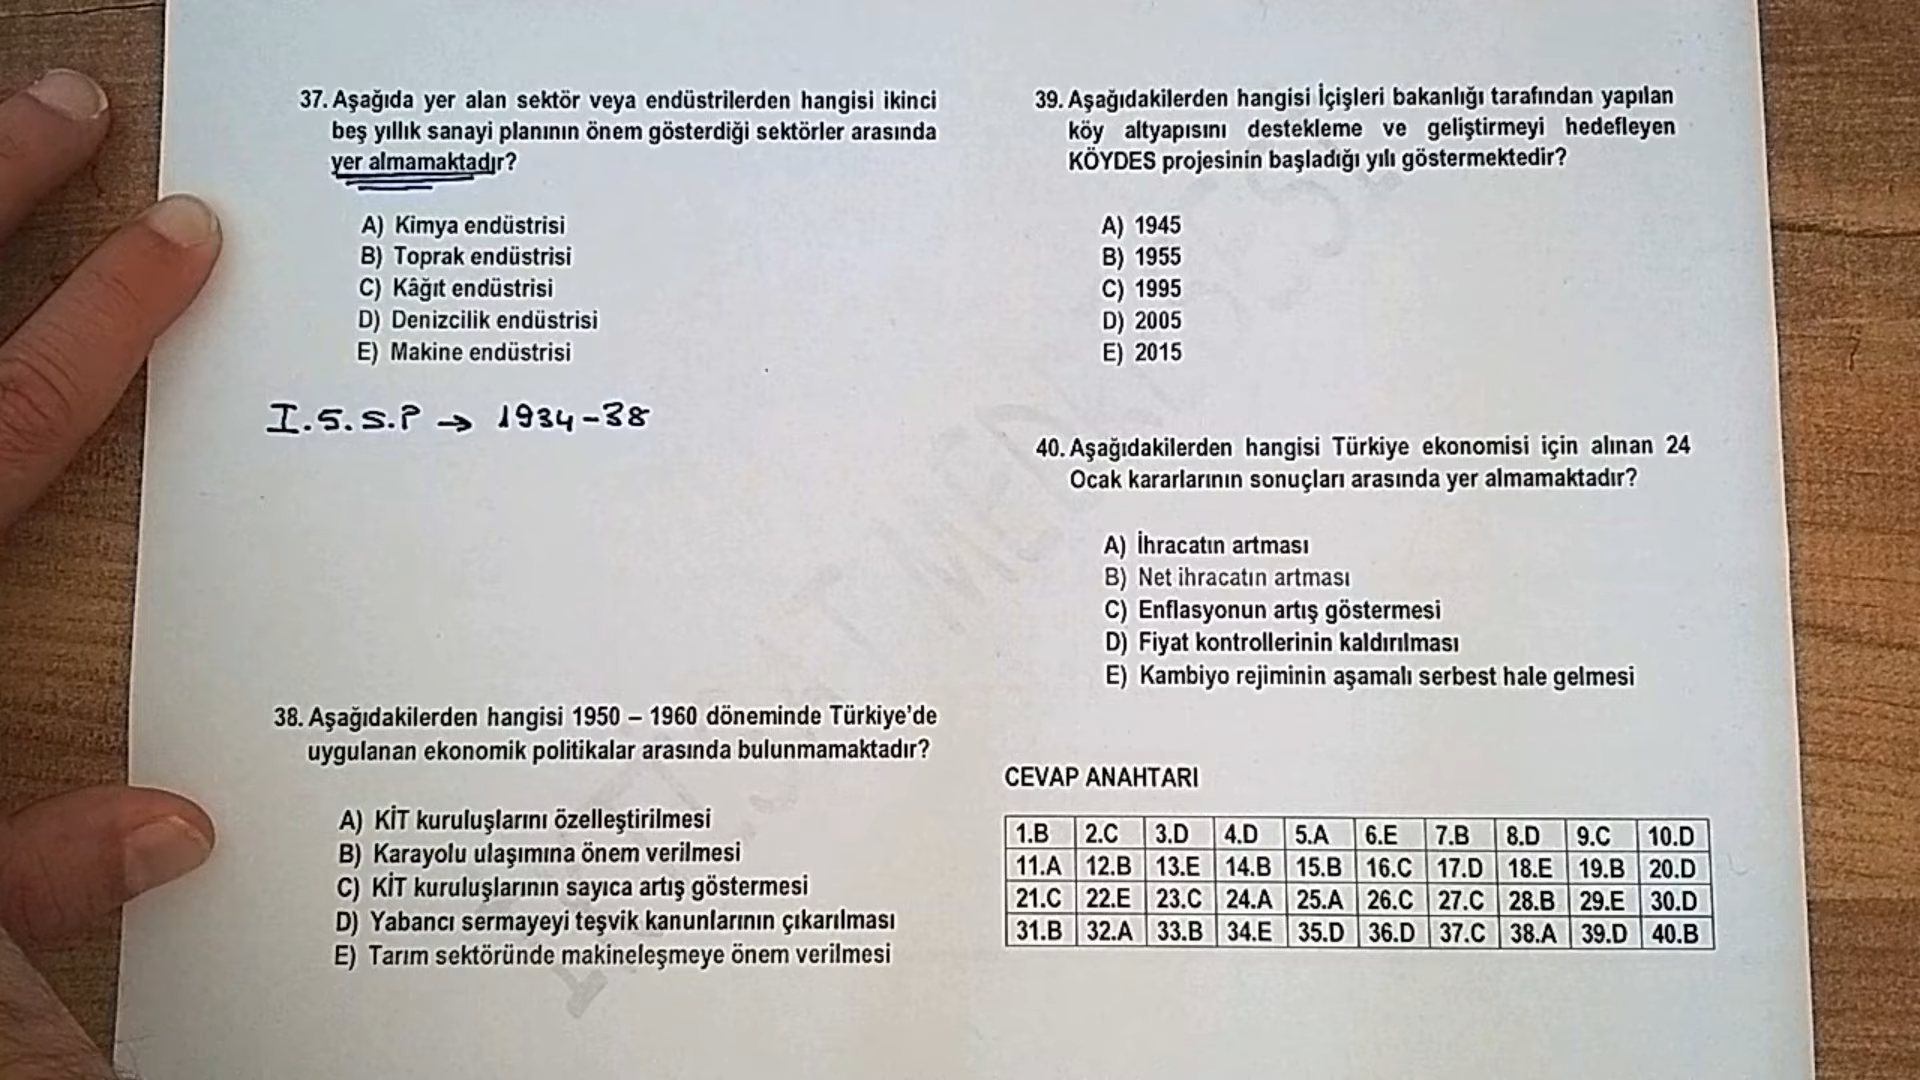 37. Aşağıda yer alan sektör veya endüstrilerden hangisi ikinci
beş yıllık sanayi planının önem gösterdiği sektörler arasında
yer almamaktadır?
A) Kimya endüstrisi
B) Toprak endüstrisi
C) Kâğıt endüstrisi
D) Denizcilik endüstrisi
E) Makine endüstrisi
I.5.S.P → 1934-38
38. Aşağıdakilerden hangisi 1950 – 1960 döneminde Türkiye'de
uygulanan ekonomik politikalar arasında bulunmamaktadır?
A) KİT kuruluşlarını özelleştirilmesi
B) Karayolu ulaşımına önem verilmesi
C) KİT kuruluşlarının sayıca artış göstermesi
D) Yabancı sermayeyi teşvik kanunlarının çıkarılması
E) Tarım sektöründe makineleşmeye önem verilmesi
39. Aşağıdakilerden hangisi İçişleri bakanlığı tarafından yapılan
köy altyapısını destekleme ve geliştirmeyi hedefleyen
KÖYDES projesinin başladığı yılı göstermektedir?
A) 1945
B) 1955
C) 1995
D) 2005
E) 2015
40. Aşağıdakilerden hangisi Türkiye ekonomisi için alınan 24
Ocak kararlarının sonuçları arasında yer almamaktadır?
A) İhracatın artması
B) Net ihracatın artması
C) Enflasyonun artış göstermesi
D) Fiyat kontrollerinin kaldırılması
E) Kambiyo rejiminin aşamalı serbest hale gelmesi
CEVAP ANAHTARI
1.B 2.C 3.D 4.D 5.A 6.E 7.B 8.D 9.C 10.D
11.A 12.B 13.E 14.B 15.B 16.C 17.D 18.E 19.B 20.D
21.C 22.E 23.C 24.A 25.A 26.C 27.C 28.B 29.E 30.D
31.B 32.A 33.B 34.E 35.D 36.D 37.C 38.A 39.D 40.B